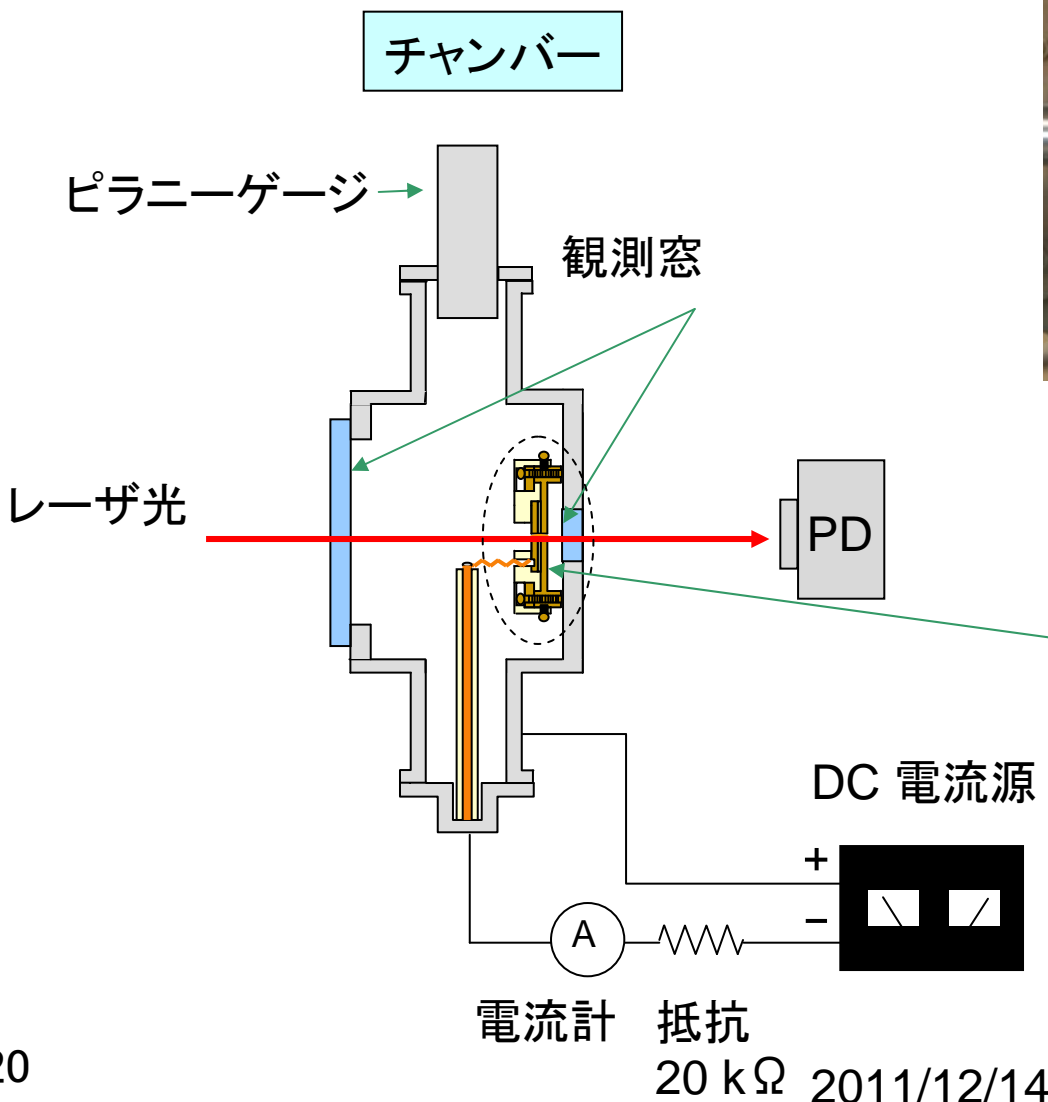 チャンバー
ピラニーゲージ
観測窓
レーザ光
PD
DC 電流源
+
−
A
電流計 抵抗
20 kΩ
20
2011/12/14